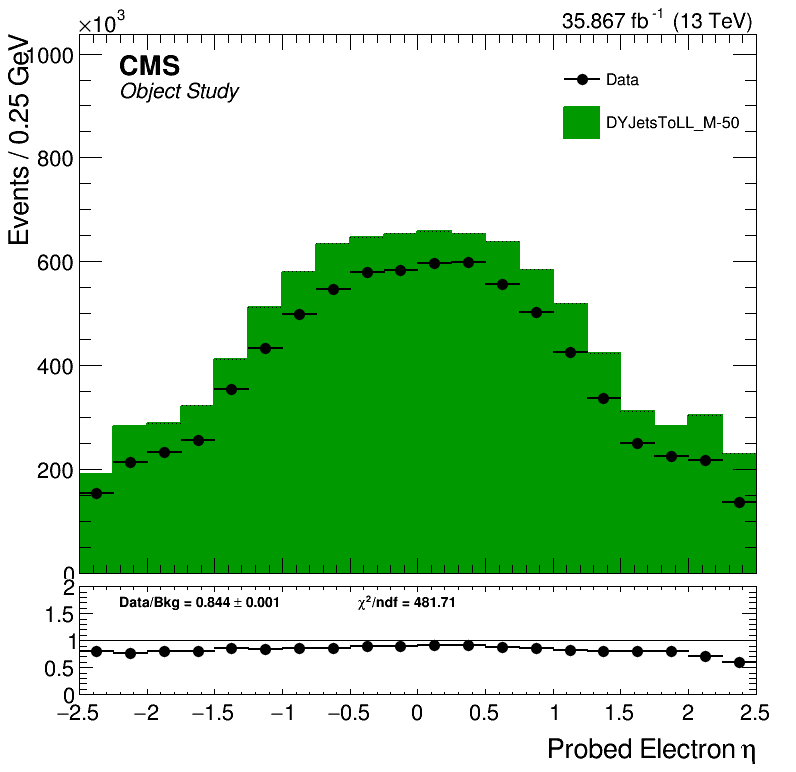 ×10³
35.867 fb⁻¹ (13 TeV)
CMS
Object Study
Data
DYJetsToLL_M-50
Events / 0.25 GeV
1000
800
600
400
200
0
Data/Bkg = 0.844 ± 0.001
χ²/ndf = 481.71
2
1.5
1
0.5
0
−2.5 −2 −1.5 −1 −0.5 0 0.5 1 1.5 2 2.5
Probed Electron η